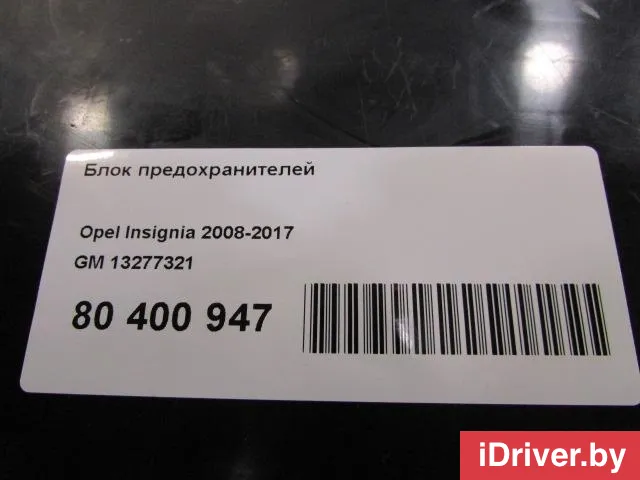 Блок предохранителей
Opel Insignia 2008-2017
GM 13277321
80 400 947
iDriver.by